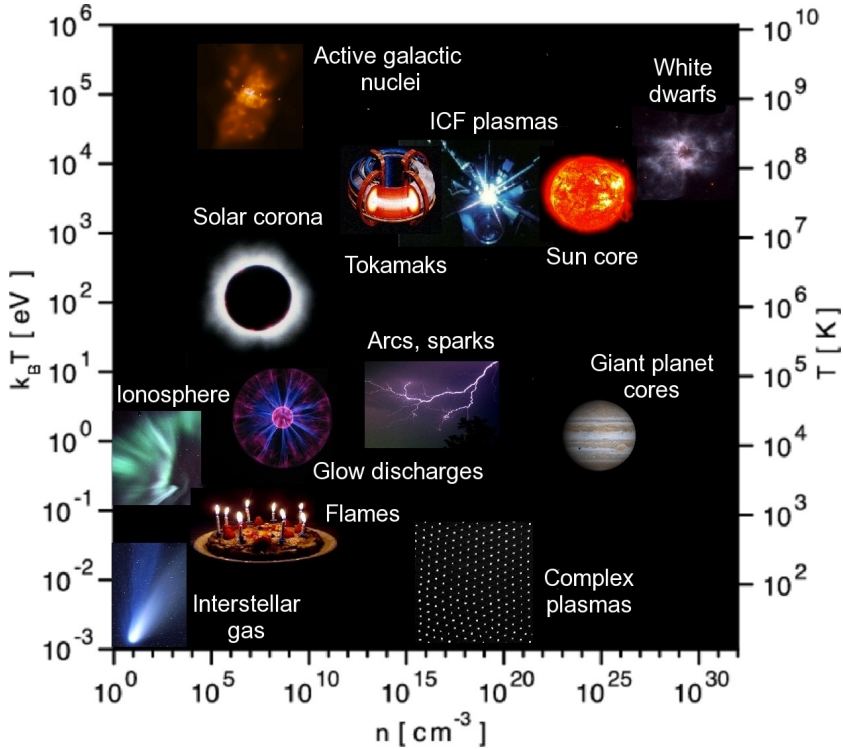 10^6
10^5
10^4
10^3
10^2
10^1
10^0
10^-1
10^-2
10^-3
k_B T [ eV ]
Active galactic
nuclei
White
dwarfs
ICF plasmas
Solar corona
Tokamaks
Sun core
Arcs, sparks
Giant planet
cores
Ionosphere
Glow discharges
Flames
Interstellar
gas
Complex
plasmas
10^10
10^9
10^8
10^7
10^6
10^5
10^4
10^3
10^2
T [ K ]
10^0
10^5
10^10
10^15
10^20
10^25
10^30
n [ cm^-3 ]